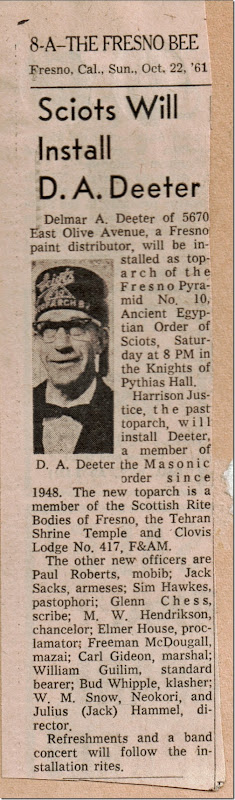 8-A–THE FRESNO BEE
Fresno, Cal., Sun., Oct. 22, '61
Sciots Will
Install
D. A. Deeter
Delmar A. Deeter of 5670
East Olive Avenue, a Fresno
paint distributor, will be in-
stalled as top-
arch of the
Fresno Pyra-
mid No. 10,
Ancient Egyp-
tian Order of
Sciots, Satur-
day at 8 PM in
the Knights of
Pythias Hall.
Harrison Jus-
tice, the past
toparch, will
install Deeter,
a member of
D. A. Deeter
the Masonic
order since
1948. The new toparch is a
member of the Scottish Rite
Bodies of Fresno, the Tehran
Shrine Temple and Clovis
Lodge No. 417, F&AM.
The other new officers are
Paul Roberts, mobib; Jack
Sacks, armeses; Sim Hawkes,
pastophori; Glenn Chess,
scribe; M. W. Hendrikson,
chancelor; Elmer House, proc-
lamator; Freeman McDougall,
mazai; Carl Gideon, marshal;
William Guilim, standard
bearer; Bud Whipple, klasher;
W. M. Snow, Neokori, and
Julius (Jack) Hammel, di-
rector.
Refreshments and a band
concert will follow the in-
stallation rites.